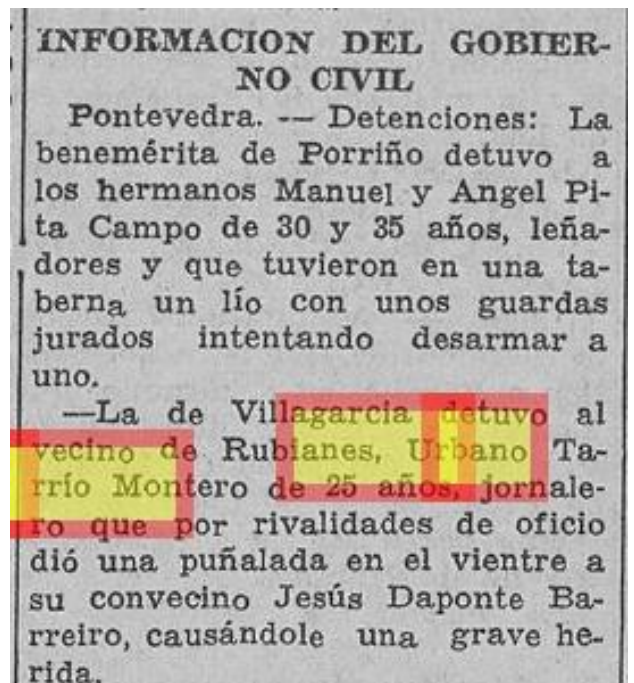 INFORMACION DEL GOBIER-
NO CIVIL
Pontevedra. — Detenciones: La
benemérita de Porriño detuvo a
los hermanos Manuel y Angel Pi-
ta Campo de 30 y 35 años, leña-
dores y que tuvieron en una ta-
berna un lío con unos guardas
jurados intentando desarmar a
uno.
—La de Villagarcia detuvo al
vecino de Rubianes, Urbano Ta-
rrío Montero de 25 años, jornale-
ro que por rivalidades de oficio
dió una puñalada en el vientre a
su convecino Jesús Daponte Ba-
rreiro, causándole una grave he-
rida.